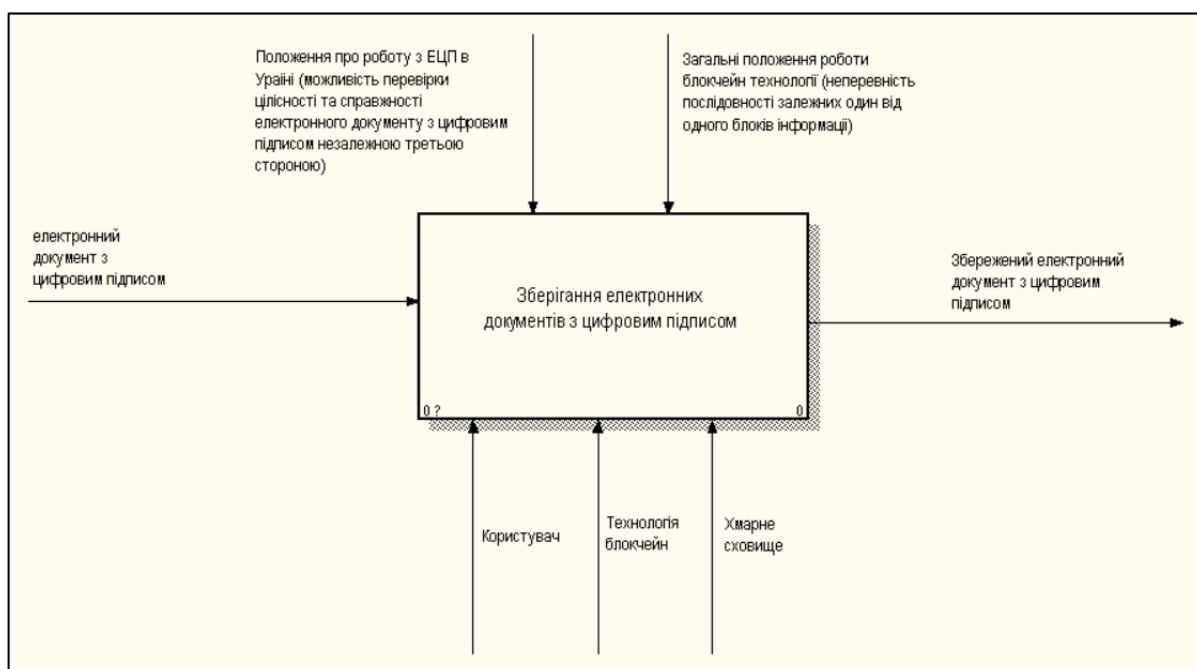 Положення про роботу з ЕЦП в
Ураїні (можливість перевірки
цілісності та справжності
електронного документу з цифровим
підписом незалежною третьою
стороною)
Загальні положення роботи
блокчейн технології (неперевність
послідовності залежних один від
одного блоків інформації)
електронний
документ з
цифровим підписом
Зберігання електронних
документів з цифровим підписом
0 ?
0
Збережений електронний
документ з цифровим
підписом
Користувач
Технологія
блокчейн
Хмарне
сховище